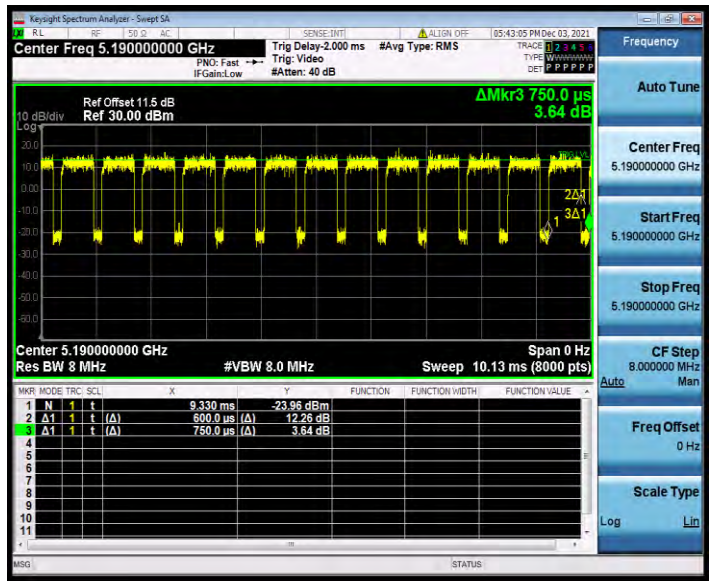 Keysight Spectrum Analyzer - Swept SA
RL RF 50 Ω AC SENSE:INT ALIGN OFF 05:43:05 PM Dec 03, 2021
Center Freq 5.190000000 GHz
PNO: Fast
IFGain:Low
Trig Delay-2.000 ms
Trig: Video
#Atten: 40 dB
#Avg Type: RMS
TRACE 1 2 3 4 5 6
TYPE WWWWWW
DET P P P P P P
ΔMkr3 750.0 µs
3.64 dB
Ref Offset 11.5 dB
10 dB/div Ref 30.00 dBm
Log
20.0
10.0
0.00
-10.0
-20.0
-30.0
-40.0
-50.0
-60.0
TRIG LVL
2Δ1
3Δ1
1
Center 5.190000000 GHz Span 0 Hz
Res BW 8 MHz #VBW 8.0 MHz Sweep 10.13 ms (8000 pts)
MKR MODE TRC SCL X Y FUNCTION FUNCTION WIDTH FUNCTION VALUE
1 N 1 t 9.330 ms -23.96 dBm
2 Δ1 1 t (Δ) 600.0 µs (Δ) 12.26 dB
3 Δ1 1 t (Δ) 750.0 µs (Δ) 3.64 dB
4
5
6
7
8
9
10
11
MSG STATUS
Frequency
Auto Tune
Center Freq
5.190000000 GHz
Start Freq
5.190000000 GHz
Stop Freq
5.190000000 GHz
CF Step
8.000000 MHz
Auto Man
Freq Offset
0 Hz
Scale Type
Log Lin